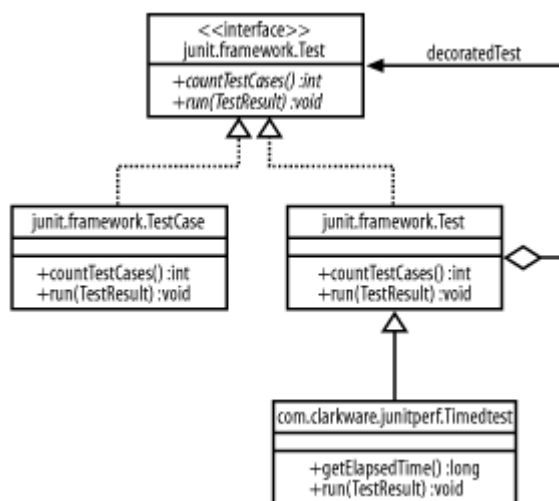 <<interface>>
junit.framework.Test
+countTestCases() :int
+run(TestResult) :void
decoratedTest
junit.framework.TestCase
+countTestCases() :int
+run(TestResult) :void
junit.framework.Test
+countTestCases() :int
+run(TestResult) :void
com.clarkware.junitperf.Timedtest
+getElapsedTime() :long
+run(TestResult) :void